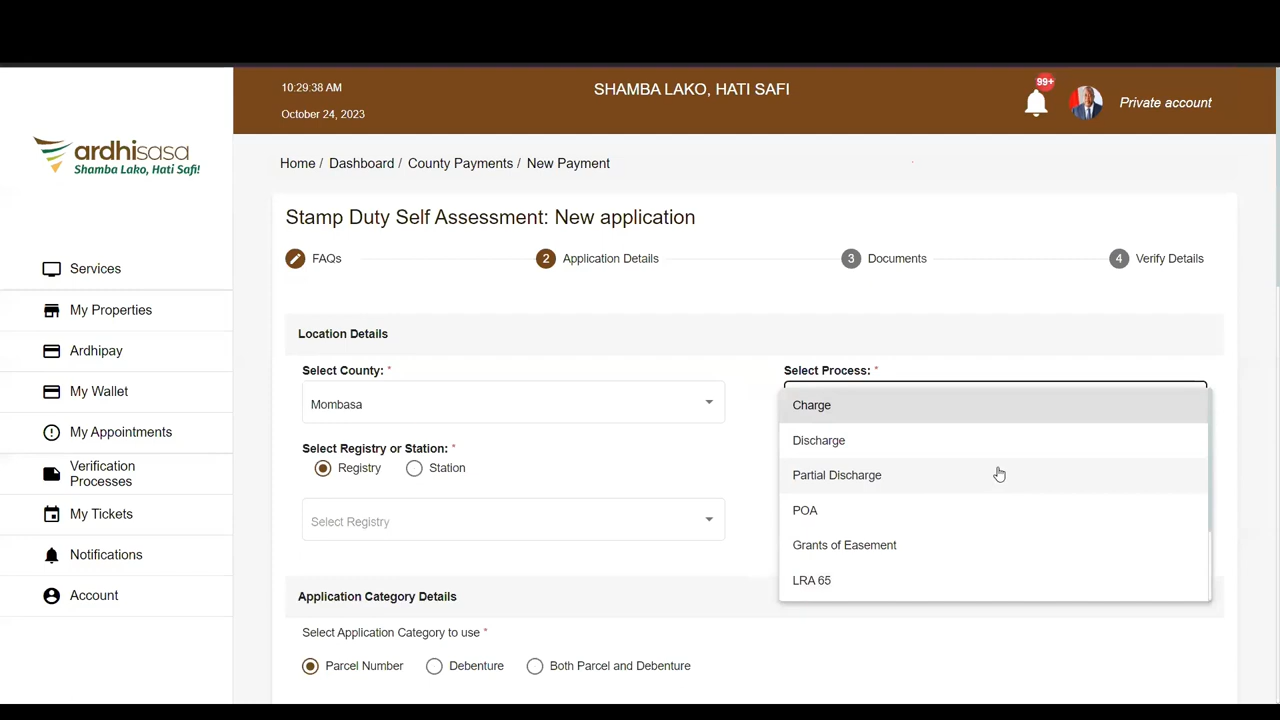 10:29:38 AM
SHAMBA LAKO, HATI SAFI
99+
Private account
October 24, 2023
ardhisasa
Shamba Lako, Hati Safi!
Home / Dashboard / County Payments / New Payment
Stamp Duty Self Assessment: New application
FAQs
2 Application Details
3 Documents
4 Verify Details
Services
My Properties
Ardhipay
My Wallet
My Appointments
Verification
Processes
My Tickets
Notifications
Account
Location Details
Select County: *
Mombasa
Select Process: *
Charge
Discharge
Partial Discharge
POA
Grants of Easement
LRA 65
Select Registry or Station: *
Registry
Station
Select Registry
Application Category Details
Select Application Category to use *
Parcel Number
Debenture
Both Parcel and Debenture